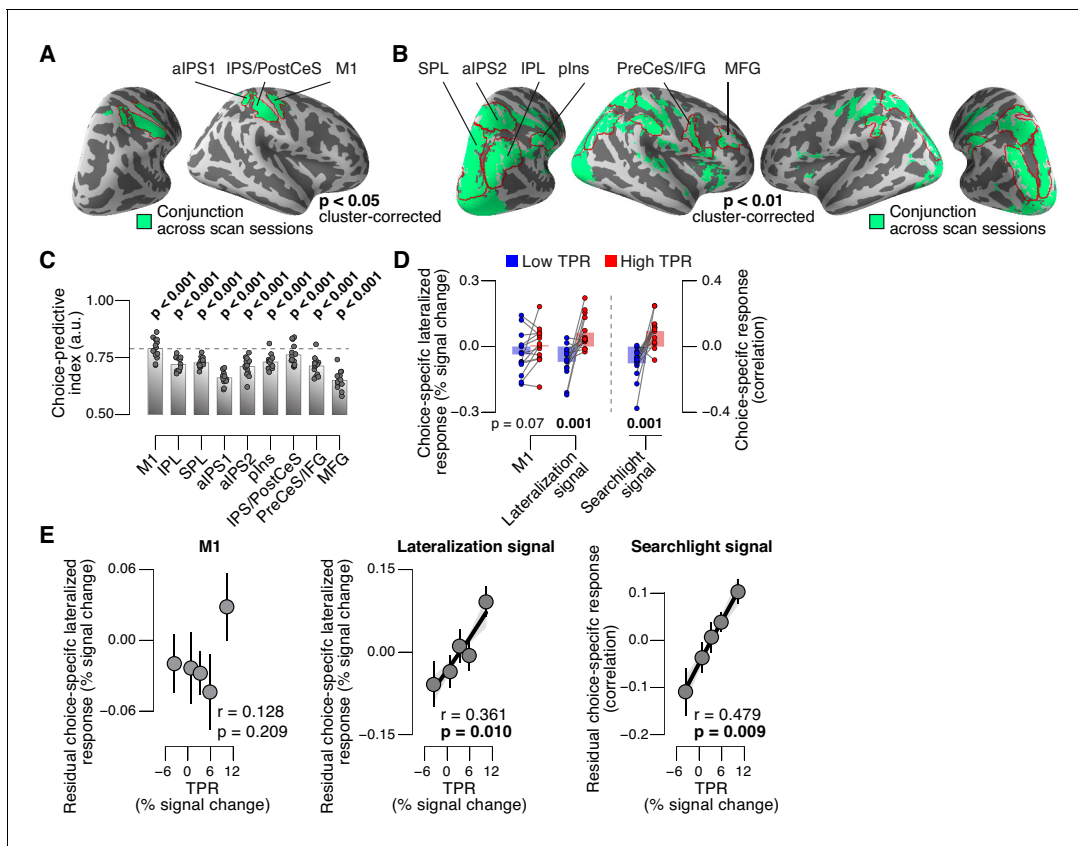 A
aIPS1 IPS/PostCeS M1
p < 0.05
cluster-corrected
Conjunction
across scan sessions
B
SPL aIPS2 IPL pIns PreCeS/IFG MFG
p < 0.01
cluster-corrected
Conjunction
across scan sessions
C
p < 0.001
p < 0.001
p < 0.001
p < 0.001
p < 0.001
p < 0.001
p < 0.001
p < 0.001
p < 0.001
Choice-predictive
index (a.u.)
1.00
0.75
0.50
M1
IPL
SPL
aIPS1
aIPS2
pIns
IPS/PostCeS
PreCeS/IFG
MFG
D
Low TPR High TPR
Choice-specifc lateralized
response (% signal change)
0.3
0.0
−0.3
0.4
0.0
−0.4
Choice-specific response
(correlation)
p = 0.07 0.001 0.001
M1
Lateralization
signal
Searchlight
signal
E
M1
Residual choice-specifc lateralized
response (% signal change)
0.06
0.00
−0.06
r = 0.128
p = 0.209
−6 0 6 12
TPR
(% signal change)
Lateralization signal
Residual choice-specifc lateralized
response (% signal change)
0.15
0.00
−0.15
r = 0.361
p = 0.010
−6 0 6 12
TPR
(% signal change)
Searchlight signal
Residual choice-specifc response
(correlation)
0.1
0.0
−0.1
−0.2
r = 0.479
p = 0.009
−6 0 6 12
TPR
(% signal change)